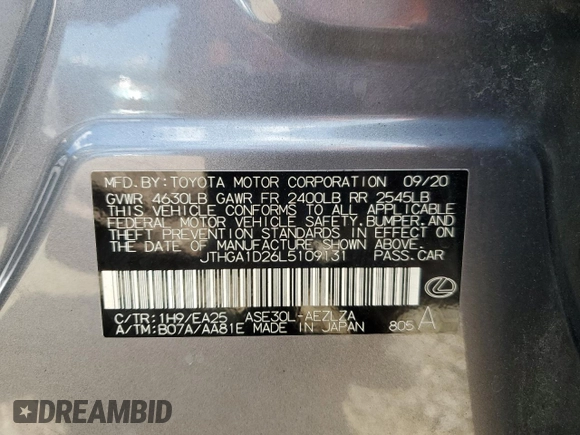 MFD.BY:TOYOTA MOTOR CORPORATION 09/20
GVWR 4630LB GAWR FR 2400LB RR 2545LB
THIS VEHICLE CONFORMS TO ALL APPLICABLE
FEDERAL MOTOR VEHICLE SAFETY,BUMPER,AND
THEFT PREVENTION STANDARDS IN EFFECT ON
THE DATE OF MANUFACTURE SHOWN ABOVE.
JTHGA1D26L5109131 PASS.CAR
C/TR:1H9/EA25 ASE30L-AEZLZA
A/TM:B07A/AA81E MADE IN JAPAN 805 A
DREAMBID